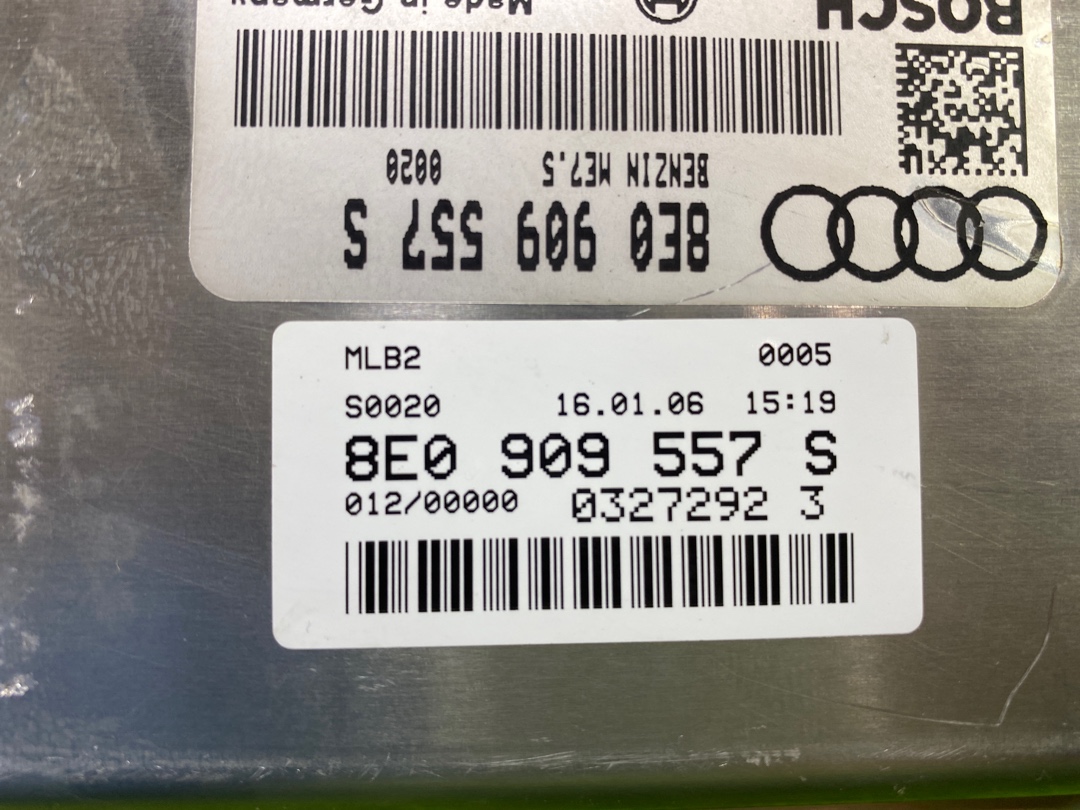 Made in Germany
BOSCH
0020 BENZIN ME7.5
8E0 909 557 S
MLB2 0005
S0020 16.01.06 15:19
8E0 909 557 S
012/00000 0327292 3